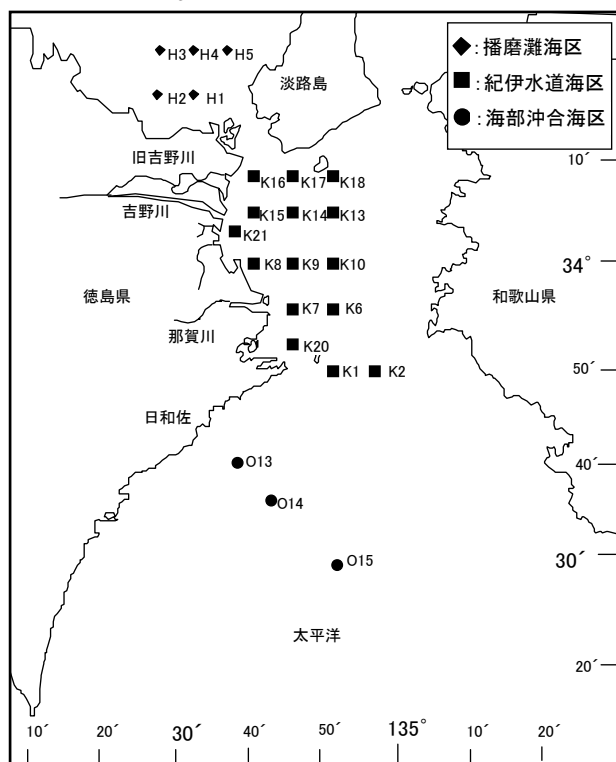 ◆:播磨灘海区
■:紀伊水道海区
●:海部沖合海区
H3 H4 H5
H2 H1
淡路島
旧吉野川
10´
K16 K17 K18
吉野川
K15 K14 K13
K21
K8 K9 K10
34°
徳島県
和歌山県
K7 K6
那賀川
K20
K1 K2
50´
日和佐
O13
40´
O14
O15
30´
太平洋
20´
10´ 20´ 30´ 40´ 50´ 135° 10´ 20´